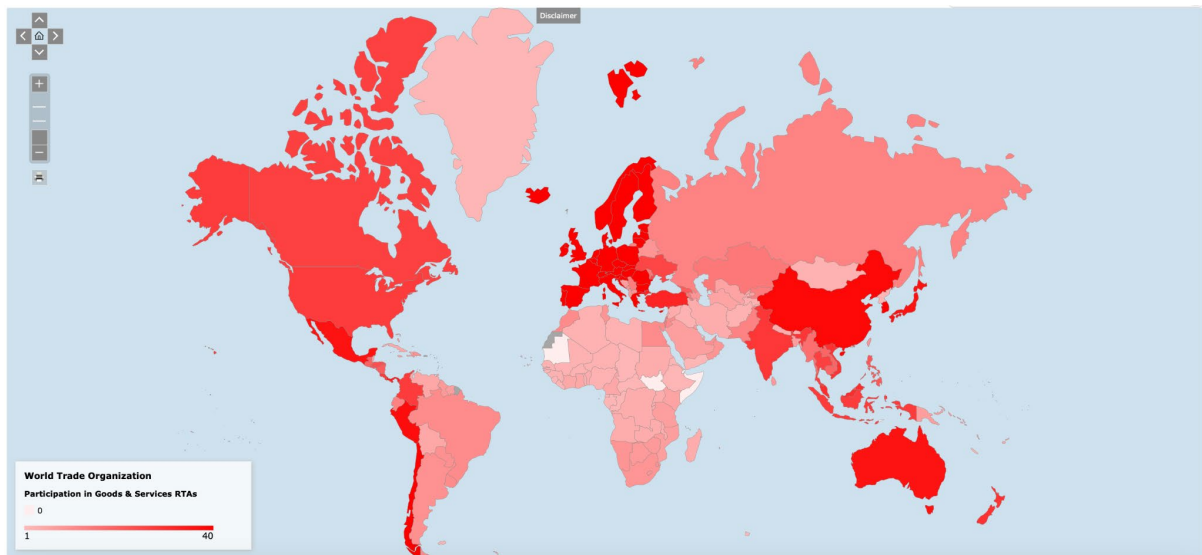 Disclaimer
+
−
World Trade Organization
Participation in Goods & Services RTAs
0
1 40